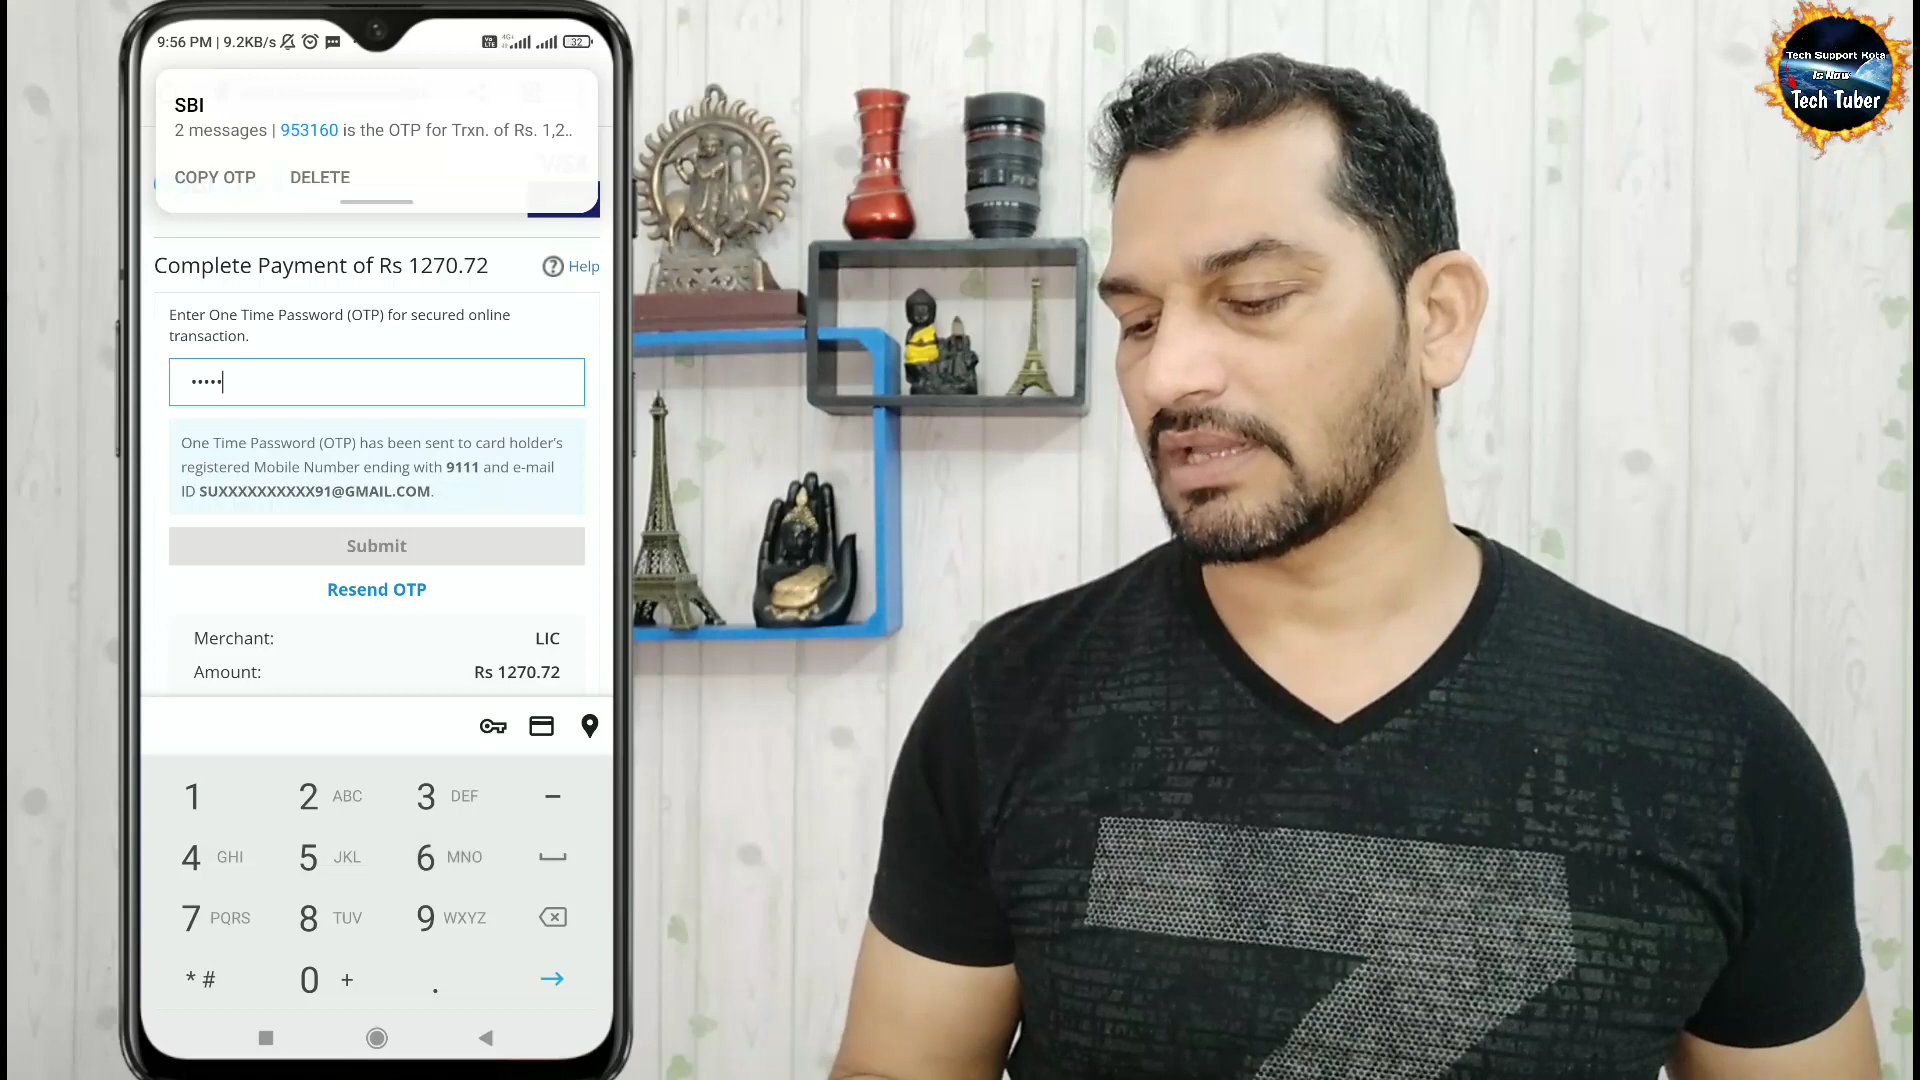 Tech Support Kota
Is Now
Tech Tuber
9:56 PM | 9.2KB/s
Vo
LTE
4G+
32
SBI
2 messages | 953160 is the OTP for Trxn. of Rs. 1,2..
COPY OTP DELETE
Complete Payment of Rs 1270.72
? Help
Enter One Time Password (OTP) for secured online
transaction.
•••••
One Time Password (OTP) has been sent to card holder's
registered Mobile Number ending with 9111 and e-mail
ID SUXXXXXXXXXX91@GMAIL.COM.
Submit
Resend OTP
Merchant: LIC
Amount: Rs 1270.72
1 2 ABC 3 DEF –
4 GHI 5 JKL 6 MNO
7 PQRS 8 TUV 9 WXYZ
* # 0 + .